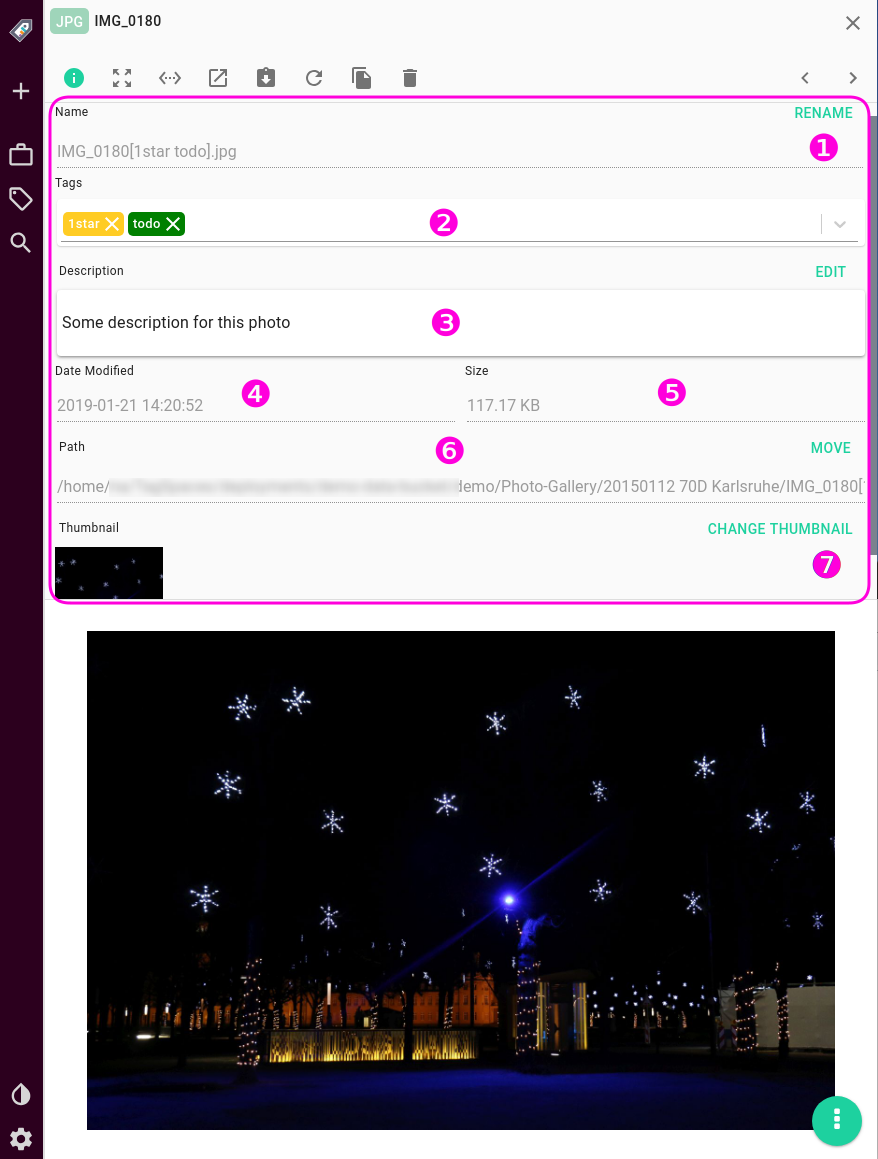 JPG IMG_0180
Name RENAME
IMG_0180[1star todo].jpg 1
Tags
1star todo 2
Description EDIT
Some description for this photo 3
Date Modified Size
4 5
2019-01-21 14:20:52 117.17 KB
Path 6 MOVE
/home/ demo/Photo-Gallery/20150112 70D Karlsruhe/IMG_0180[
Thumbnail CHANGE THUMBNAIL
7